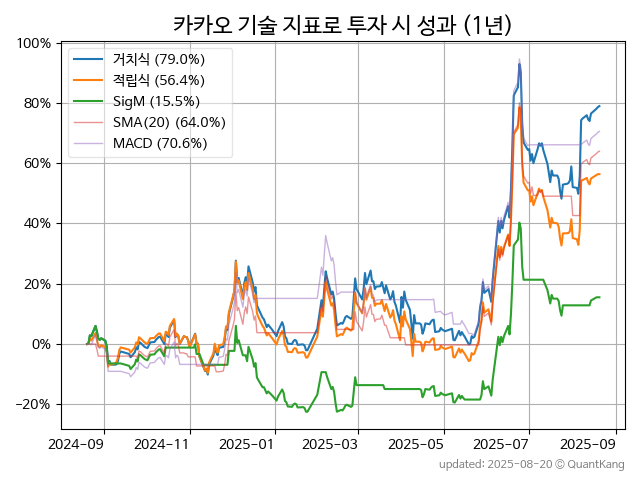 카카오 기술 지표로 투자 시 성과 (1년)
100%
80%
60%
40%
20%
0%
−20%
거치식 (79.0%)
적립식 (56.4%)
SigM (15.5%)
SMA(20) (64.0%)
MACD (70.6%)
2024-09
2024-11
2025-01
2025-03
2025-05
2025-07
2025-09
updated: 2025-08-20 © QuantKang